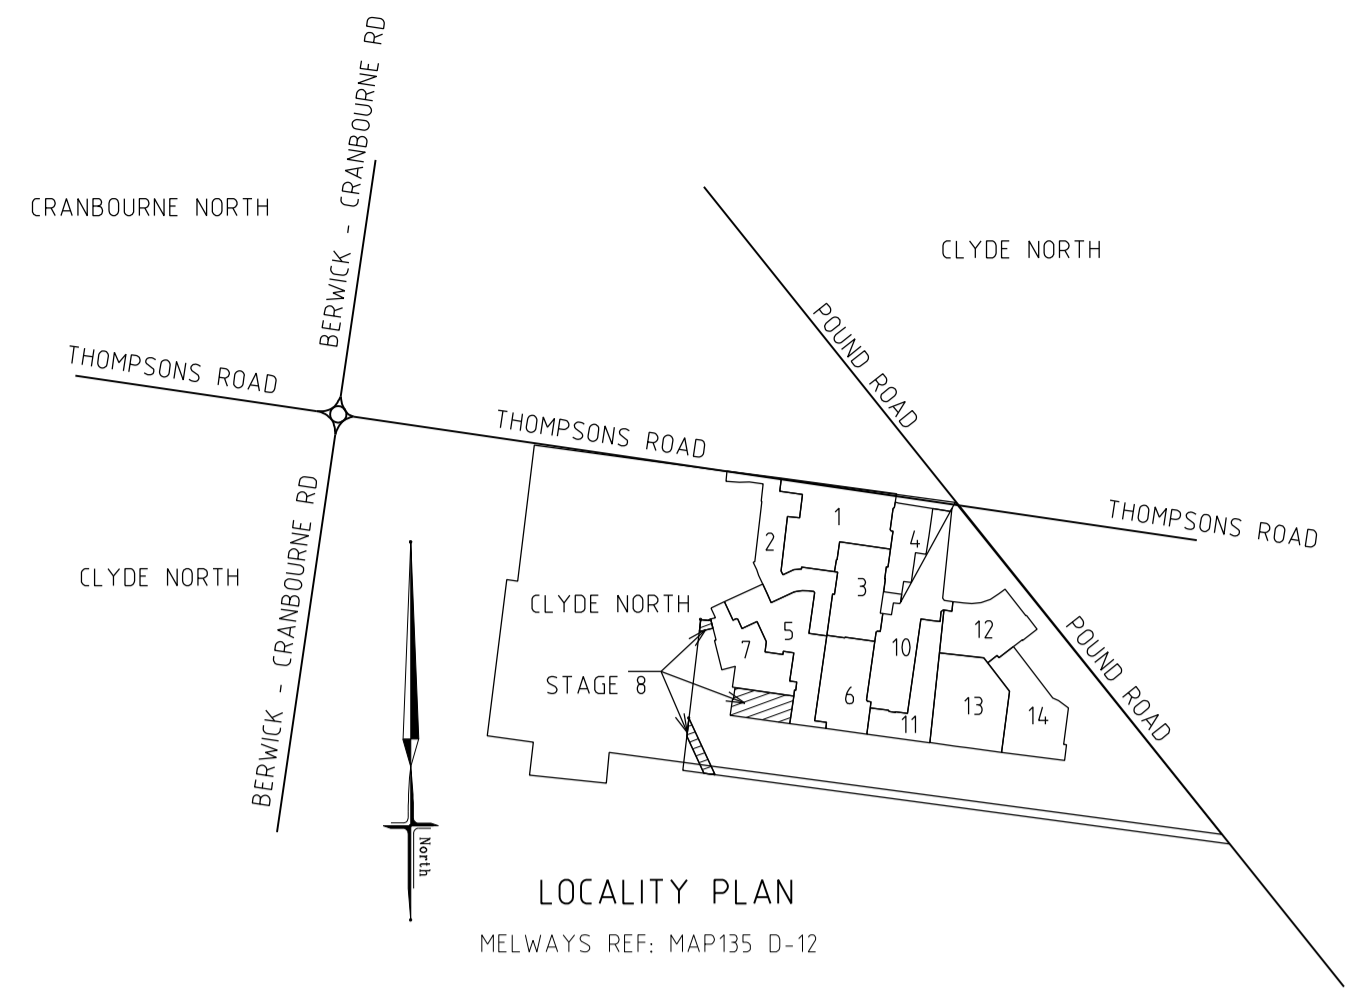 BERWICK - CRANBOURNE RD
CRANBOURNE NORTH
CLYDE NORTH
POUND ROAD
THOMPSONS ROAD
THOMPSONS ROAD
THOMPSONS ROAD
BERWICK - CRANBOURNE RD
CLYDE NORTH
CLYDE NORTH
1
2
3
4
5
6
7
10
11
12
13
14
STAGE 8
POUND ROAD
North
LOCALITY PLAN
MELWAYS REF: MAP135 D-12